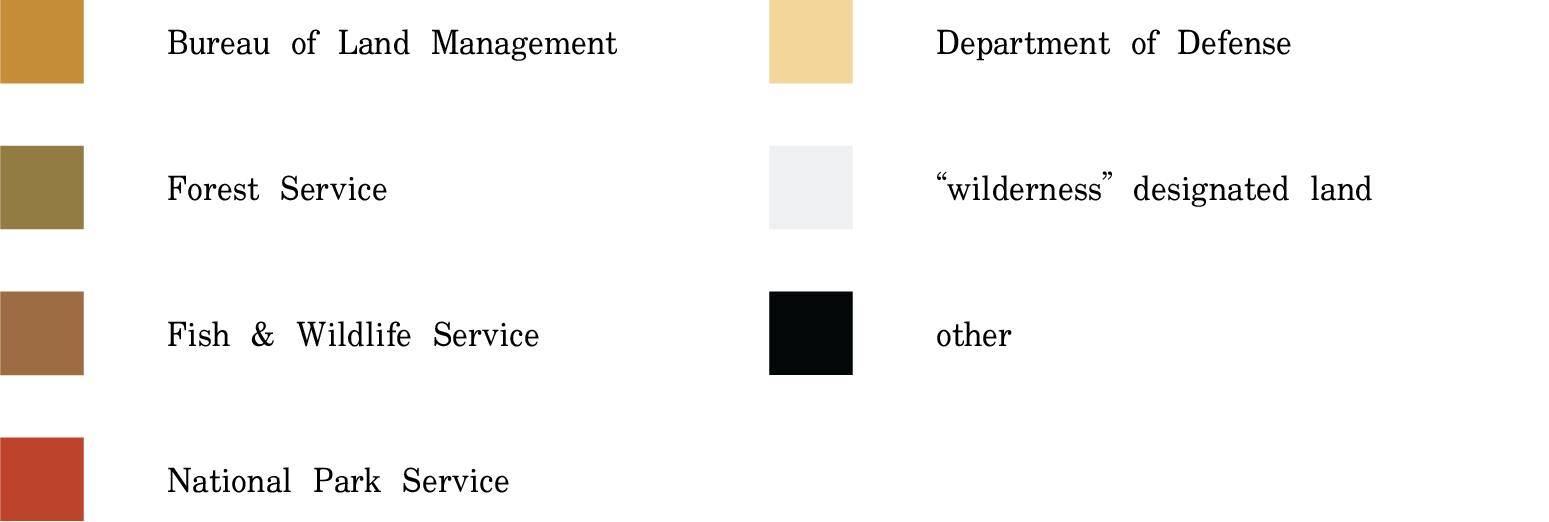 Bureau of Land Management
Forest Service
Fish & Wildlife Service
National Park Service
Department of Defense
“wilderness” designated land
other